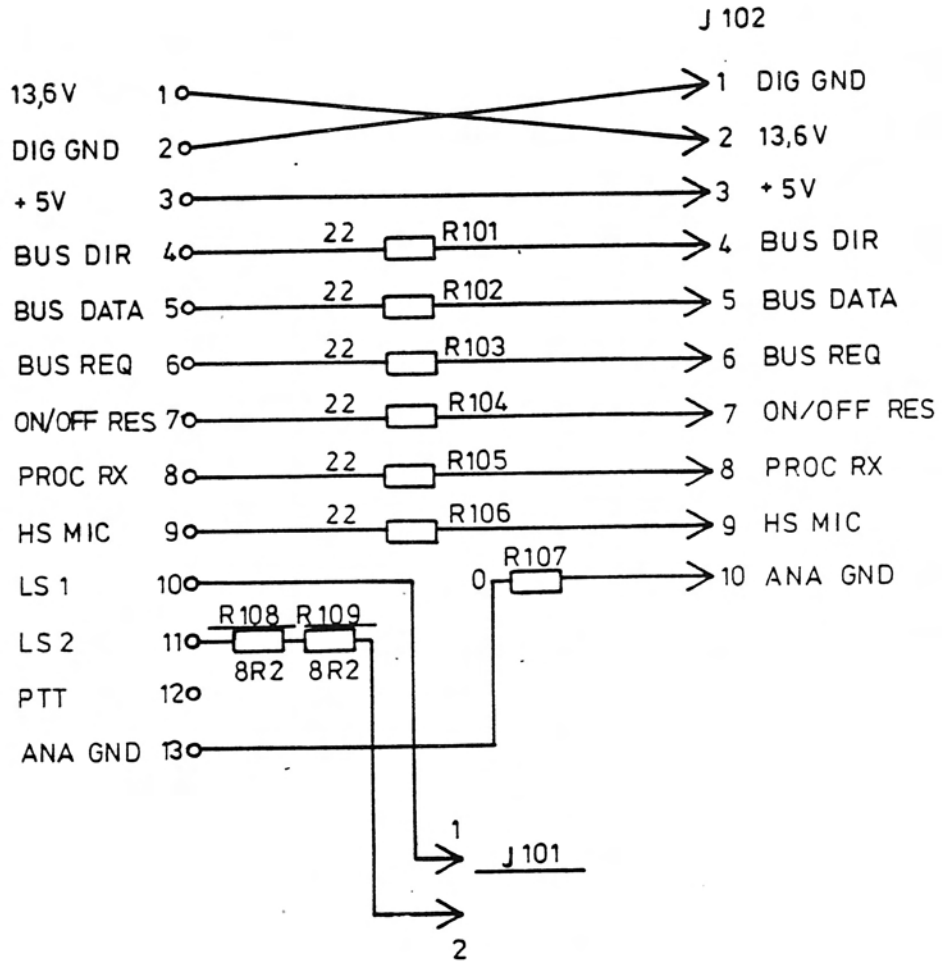 J 102
13,6V 1 1 DIG GND
DIG GND 2 2 13,6V
+ 5V 3 3 + 5V
BUS DIR 4 22 R101 4 BUS DIR
BUS DATA 5 22 R102 5 BUS DATA
BUS REQ 6 22 R103 6 BUS REQ
ON/OFF RES 7 22 R104 7 ON/OFF RES
PROC RX 8 22 R105 8 PROC RX
HS MIC 9 22 R106 9 HS MIC
LS 1 10 0 R107 10 ANA GND
R108 R109
LS 2 11
8R2 8R2
PTT 12
ANA GND 13
1
J 101
2